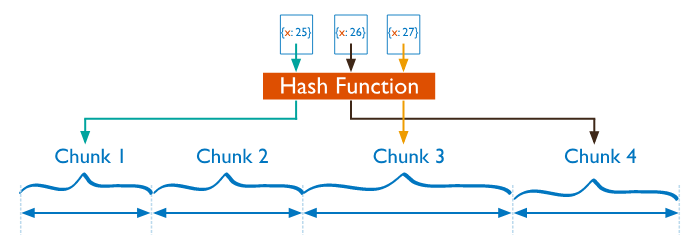 {x: 25} {x: 26} {x: 27}
Hash Function
Chunk 1 Chunk 2 Chunk 3 Chunk 4